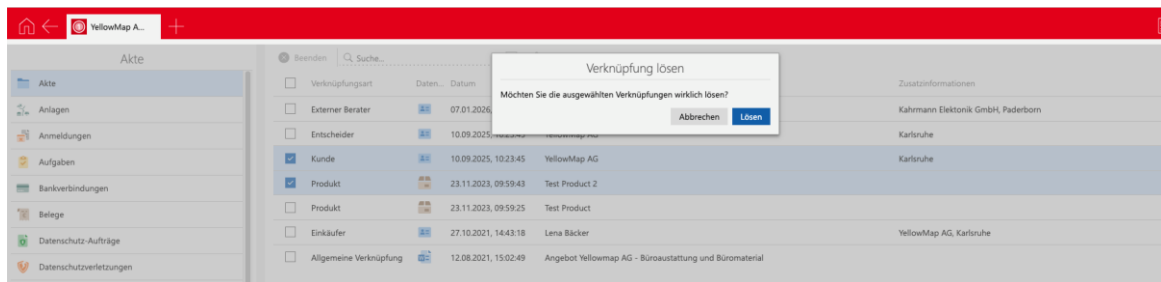 YellowMap A...
Akte
Beenden Suche...
Verknüpfung lösen
Möchten Sie die ausgewählten Verknüpfungen wirklich lösen?
Abbrechen Lösen
Verknüpfungsart Daten... Datum Zusatzinformationen
Akte
Anlagen
Anmeldungen
Aufgaben
Bankverbindungen
Belege
Datenschutz-Aufträge
Datenschutzverletzungen
Externer Berater 07.01.2026, Kahrmann Elektonik GmbH, Paderborn
Entscheider 10.09.2025, 10:23:45 YellowMap AG Karlsruhe
Kunde 10.09.2025, 10:23:45 YellowMap AG Karlsruhe
Produkt 23.11.2023, 09:59:43 Test Product 2
Produkt 23.11.2023, 09:59:25 Test Product
Einkäufer 27.10.2021, 14:43:18 Lena Bäcker YellowMap AG, Karlsruhe
Allgemeine Verknüpfung 12.08.2021, 15:02:49 Angebot Yellowmap AG - Büroaustattung und Büromaterial